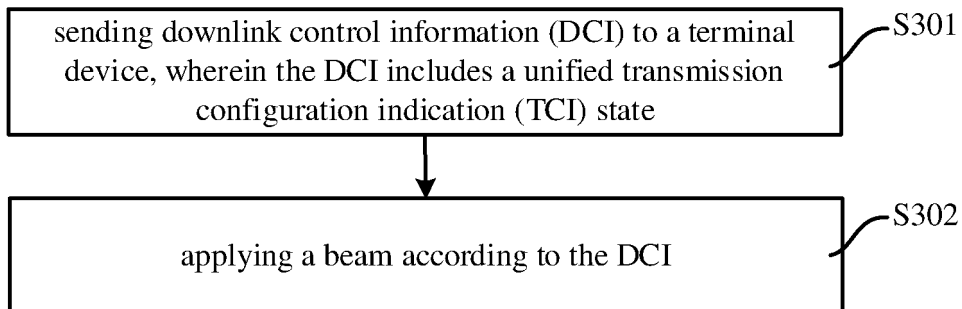 sending downlink control information (DCI) to a terminal
device, wherein the DCI includes a unified transmission
configuration indication (TCI) state
S301
applying a beam according to the DCI
S302